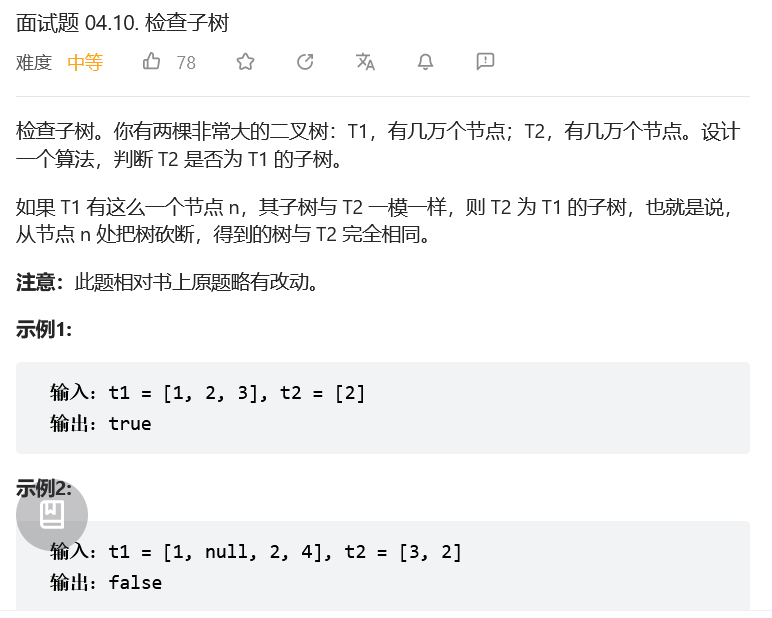 面试题 04.10. 检查子树
难度 中等 78
检查子树。你有两棵非常大的二叉树：T1，有几万个节点；T2，有几万个节点。设计
一个算法，判断 T2 是否为 T1 的子树。
如果 T1 有这么一个节点 n，其子树与 T2 一模一样，则 T2 为 T1 的子树，也就是说，
从节点 n 处把树砍断，得到的树与 T2 完全相同。
注意：此题相对书上原题略有改动。
示例1:
输入：t1 = [1, 2, 3], t2 = [2]
输出：true
示例2:
输入：t1 = [1, null, 2, 4], t2 = [3, 2]
输出：false